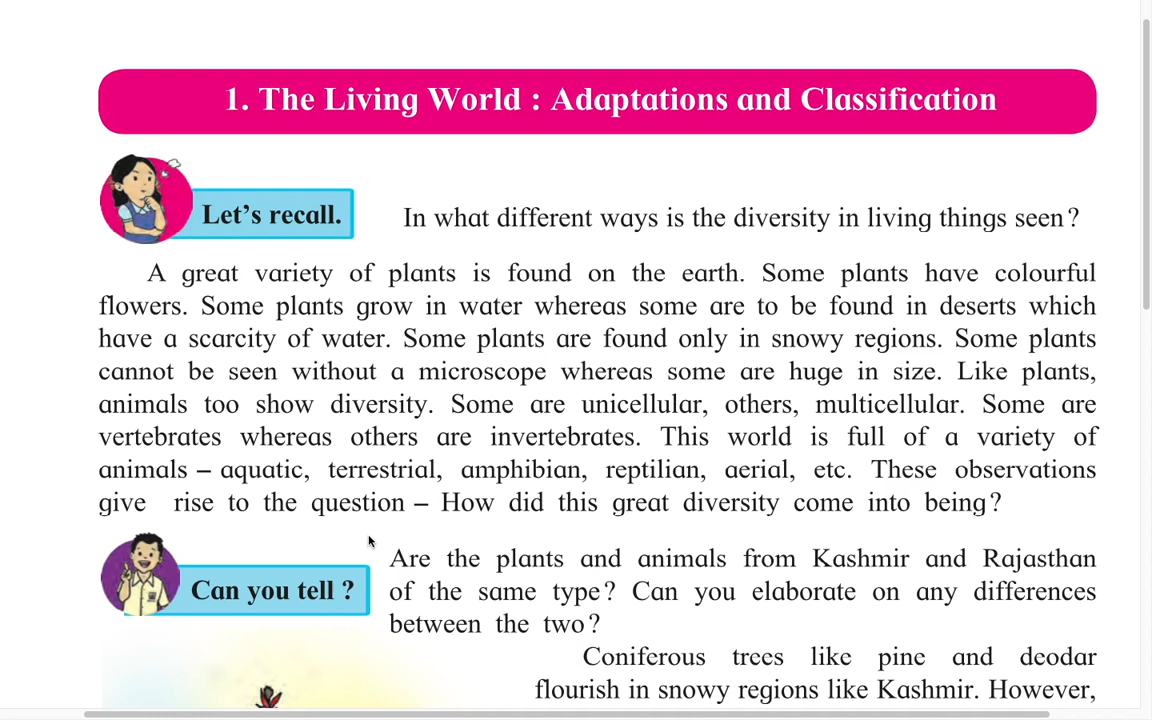 1. The Living World : Adaptations and Classification
Let’s recall.
In what different ways is the diversity in living things seen?
A great variety of plants is found on the earth. Some plants have colourful
flowers. Some plants grow in water whereas some are to be found in deserts which
have a scarcity of water. Some plants are found only in snowy regions. Some plants
cannot be seen without a microscope whereas some are huge in size. Like plants,
animals too show diversity. Some are unicellular, others, multicellular. Some are
vertebrates whereas others are invertebrates. This world is full of a variety of
animals – aquatic, terrestrial, amphibian, reptilian, aerial, etc. These observations
give rise to the question – How did this great diversity come into being?
Can you tell ?
Are the plants and animals from Kashmir and Rajasthan
of the same type? Can you elaborate on any differences
between the two?
Coniferous trees like pine and deodar
flourish in snowy regions like Kashmir. However,